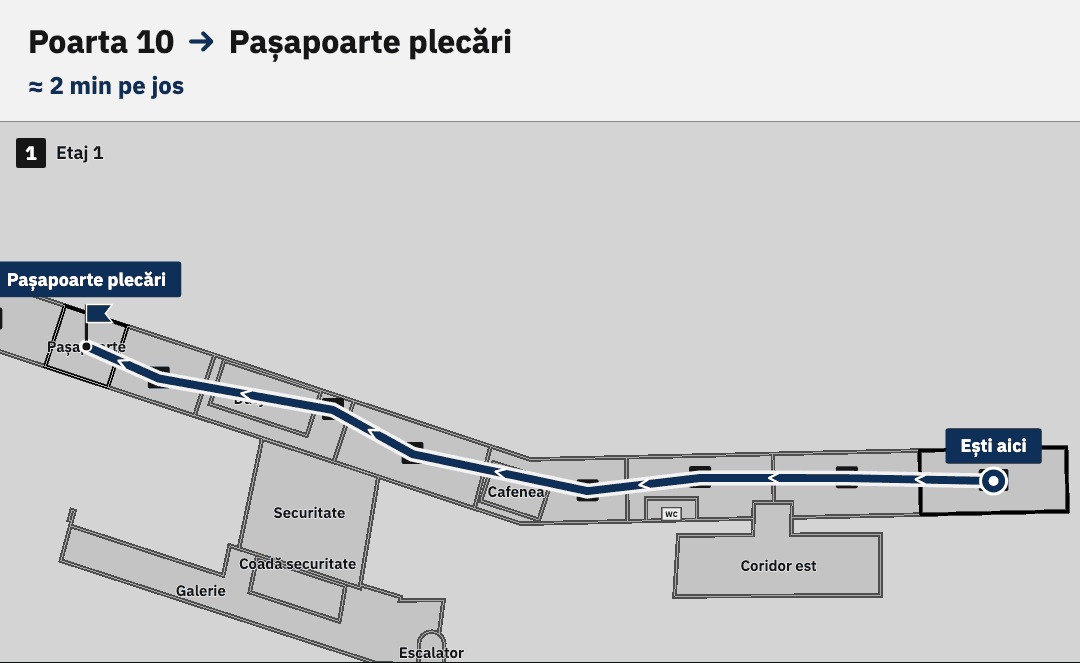 Poarta 10 → Pașapoarte plecări
≈ 2 min pe jos
1 Etaj 1
Pașapoarte plecări
Ești aici
Cafenea
WC
Securitate
Coadă securitate
Coridor est
Galerie
Escalator